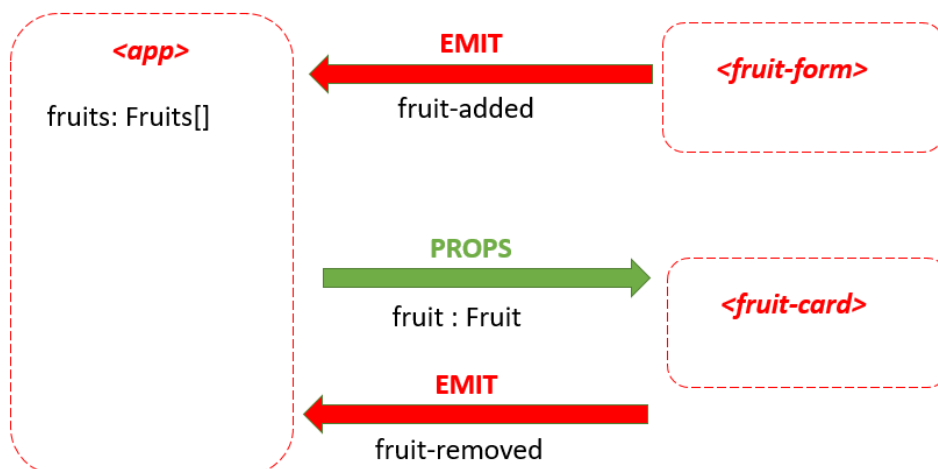 <app>
fruits: Fruits[]
EMIT
fruit-added
<fruit-form>
PROPS
fruit : Fruit
<fruit-card>
EMIT
fruit-removed